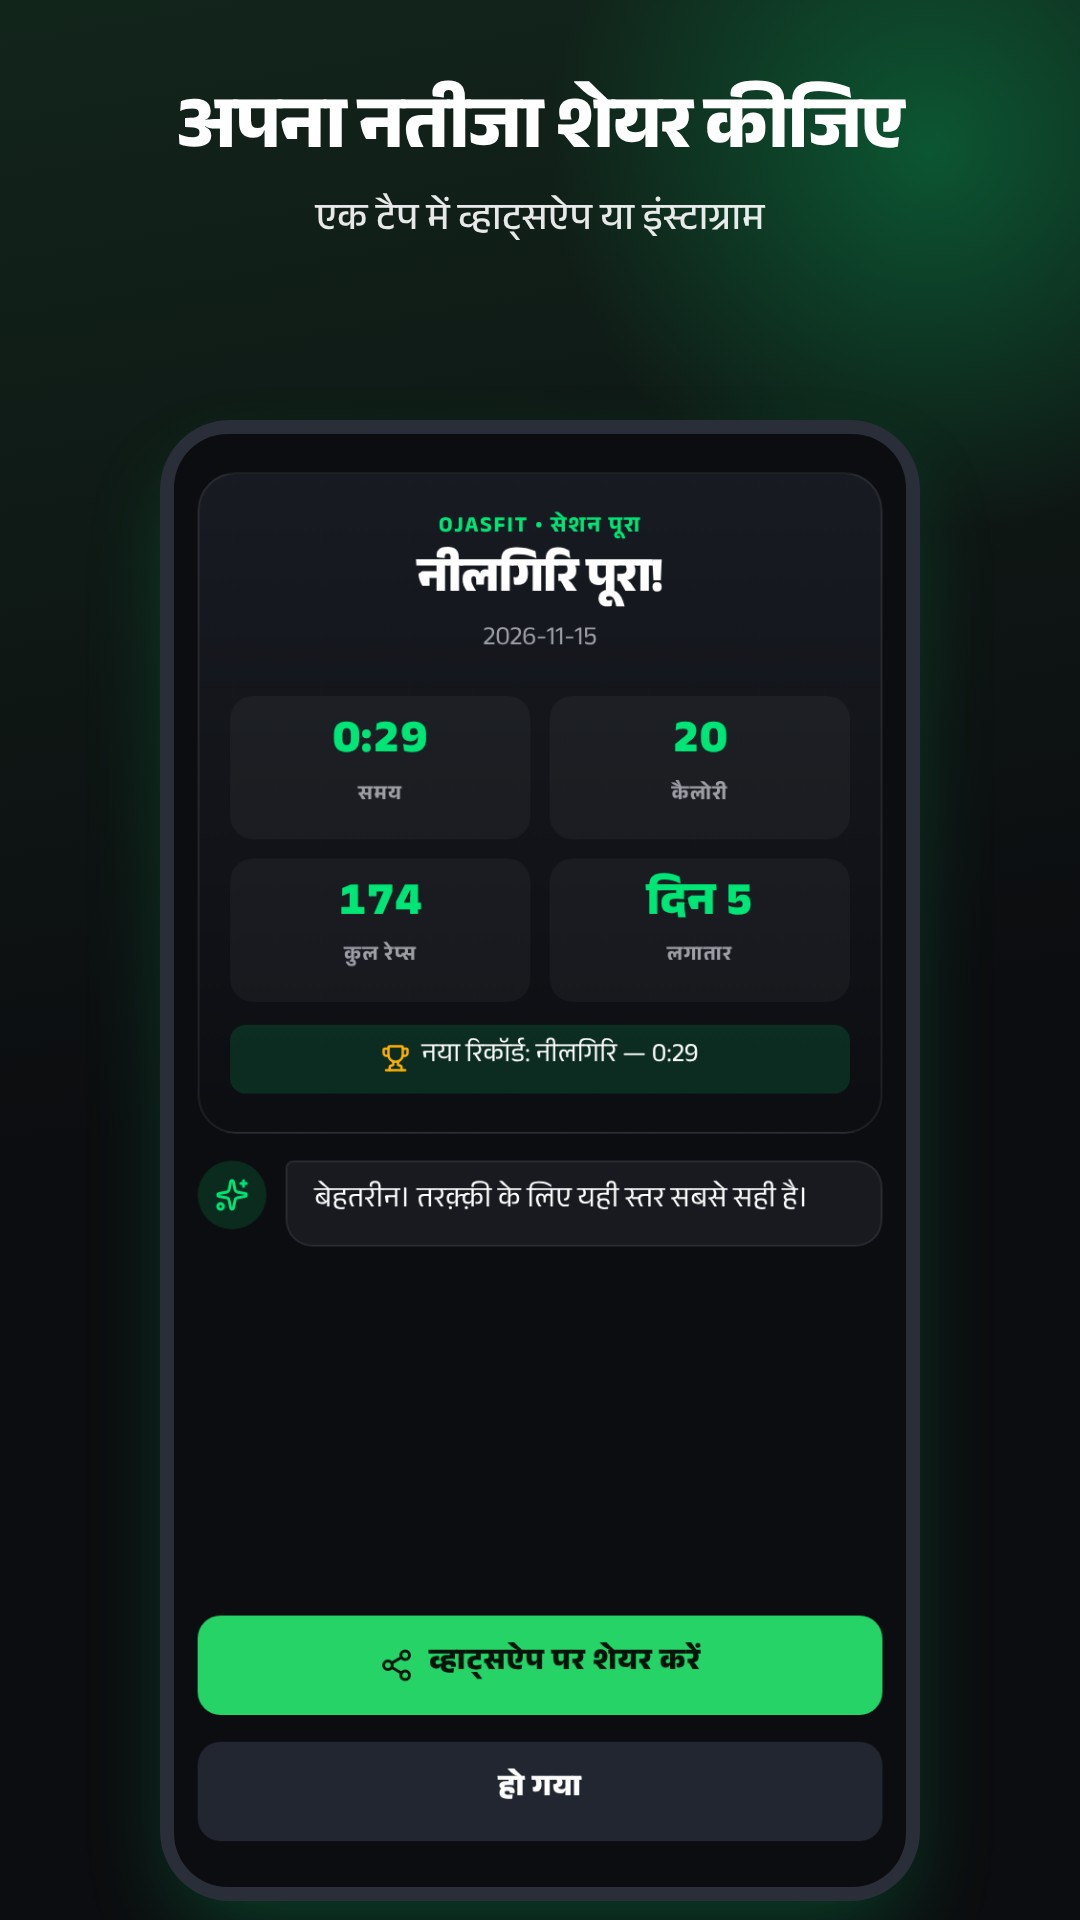 अपना नतीजा शेयर कीजिए
एक टैप में व्हाट्सऐप या इंस्टाग्राम
OJASFIT • सेशन पूरा
नीलगिरि पूरा!
2026-11-15
0:29
समय
20
कैलोरी
174
कुल रेप्स
दिन 5
लगातार
नया रिकॉर्ड: नीलगिरि — 0:29
बेहतरीन। तरक़्क़ी के लिए यही स्तर सबसे सही है।
व्हाट्सऐप पर शेयर करें
हो गया